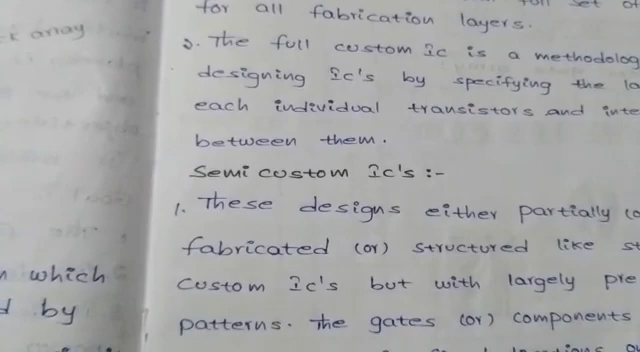 for all fabrication layers.
2. The full custom Ic is a methodolog
designing Ic's by specifying the la
each individual transistors and inte
between them.
Semi custom Ic's :-
1. These designs either partially (o
fabricated (or) structured like st
custom Ic's but with largely pre
patterns. The gates (or) components
array
which
by